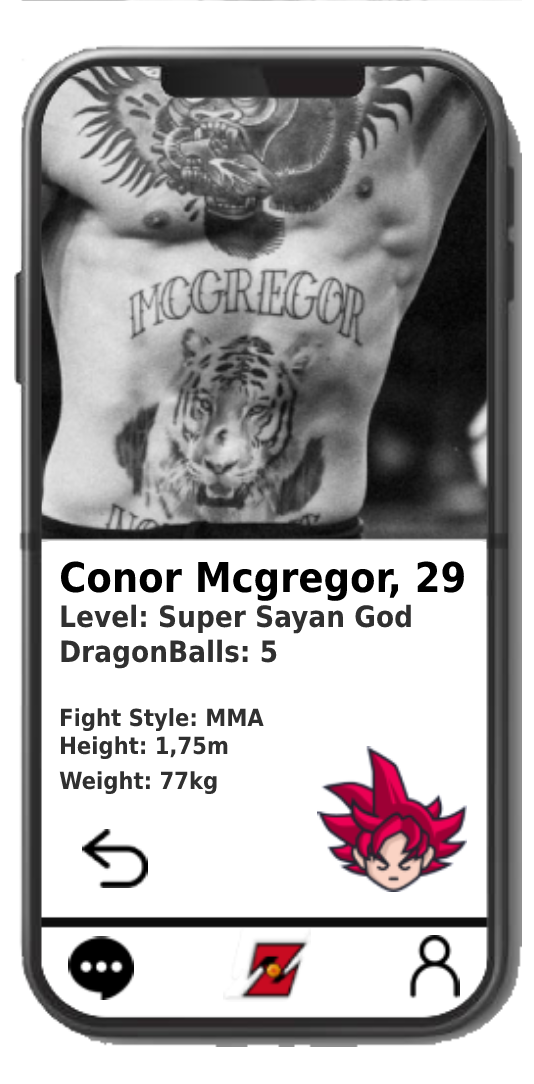 MCGREGOR
Conor Mcgregor, 29
Level: Super Sayan God
DragonBalls: 5
Fight Style: MMA
Height: 1,75m
Weight: 77kg